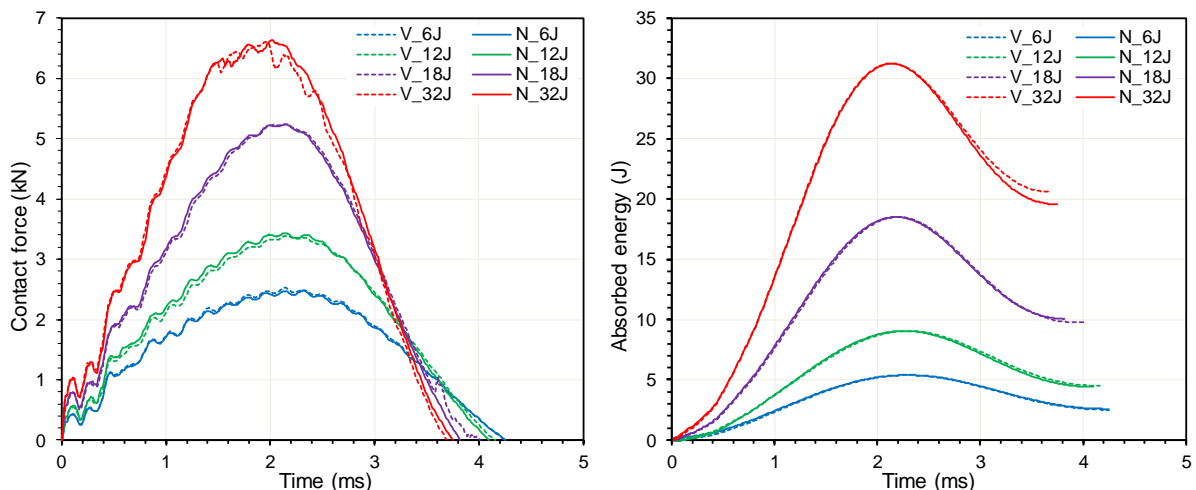 7
6
5
4
3
2
1
0
Contact force (kN)
V_6J N_6J
V_12J N_12J
V_18J N_18J
V_32J N_32J
0 1 2 3 4 5
Time (ms)
35
30
25
20
15
10
5
0
Absorbed energy (J)
V_6J N_6J
V_12J N_12J
V_18J N_18J
V_32J N_32J
0 1 2 3 4 5
Time (ms)